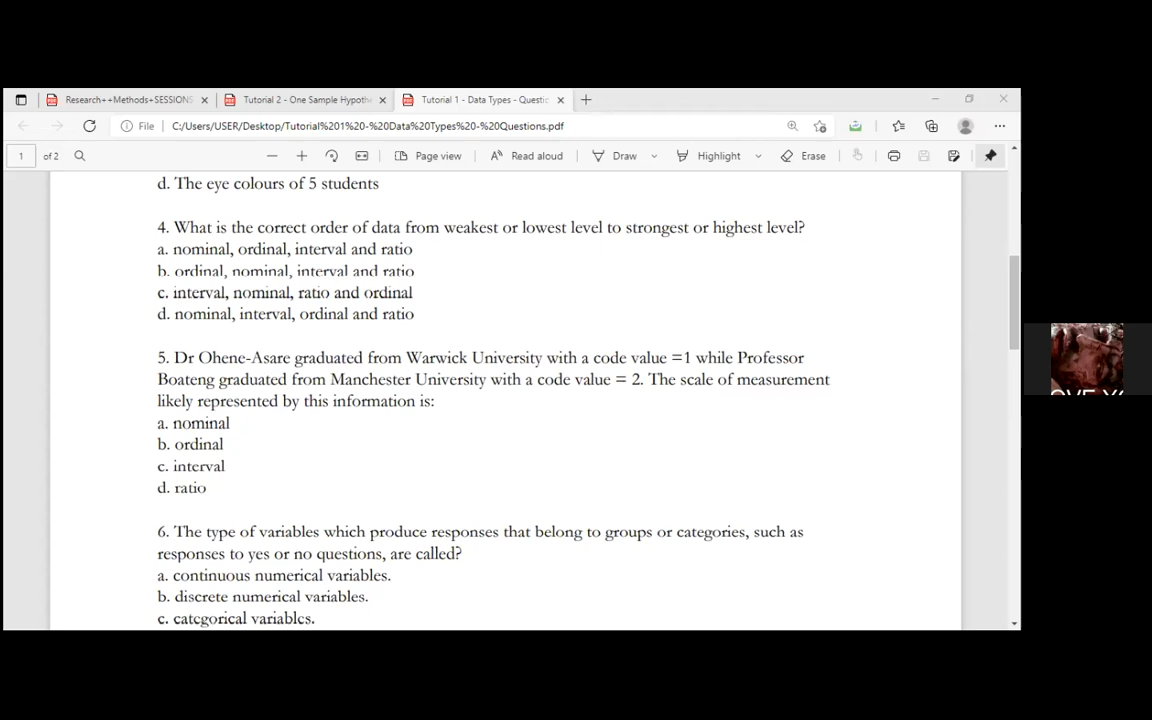 Research++Methods+SESSIONS
Tutorial 2 - One Sample Hypoth
Tutorial 1 - Data Types - Questic
File
C:/Users/USER/Desktop/Tutorial%201%20-%20Data%20Types%20-%20Questions.pdf
1
of 2
Page view
Read aloud
Draw
Highlight
Erase
d. The eye colours of 5 students
4. What is the correct order of data from weakest or lowest level to strongest or highest level?
a. nominal, ordinal, interval and ratio
b. ordinal, nominal, interval and ratio
c. interval, nominal, ratio and ordinal
d. nominal, interval, ordinal and ratio
5. Dr Ohene-Asare graduated from Warwick University with a code value =1 while Professor
Boateng graduated from Manchester University with a code value = 2. The scale of measurement
likely represented by this information is:
a. nominal
b. ordinal
c. interval
d. ratio
6. The type of variables which produce responses that belong to groups or categories, such as
responses to yes or no questions, are called?
a. continuous numerical variables.
b. discrete numerical variables.
c. categorical variables.